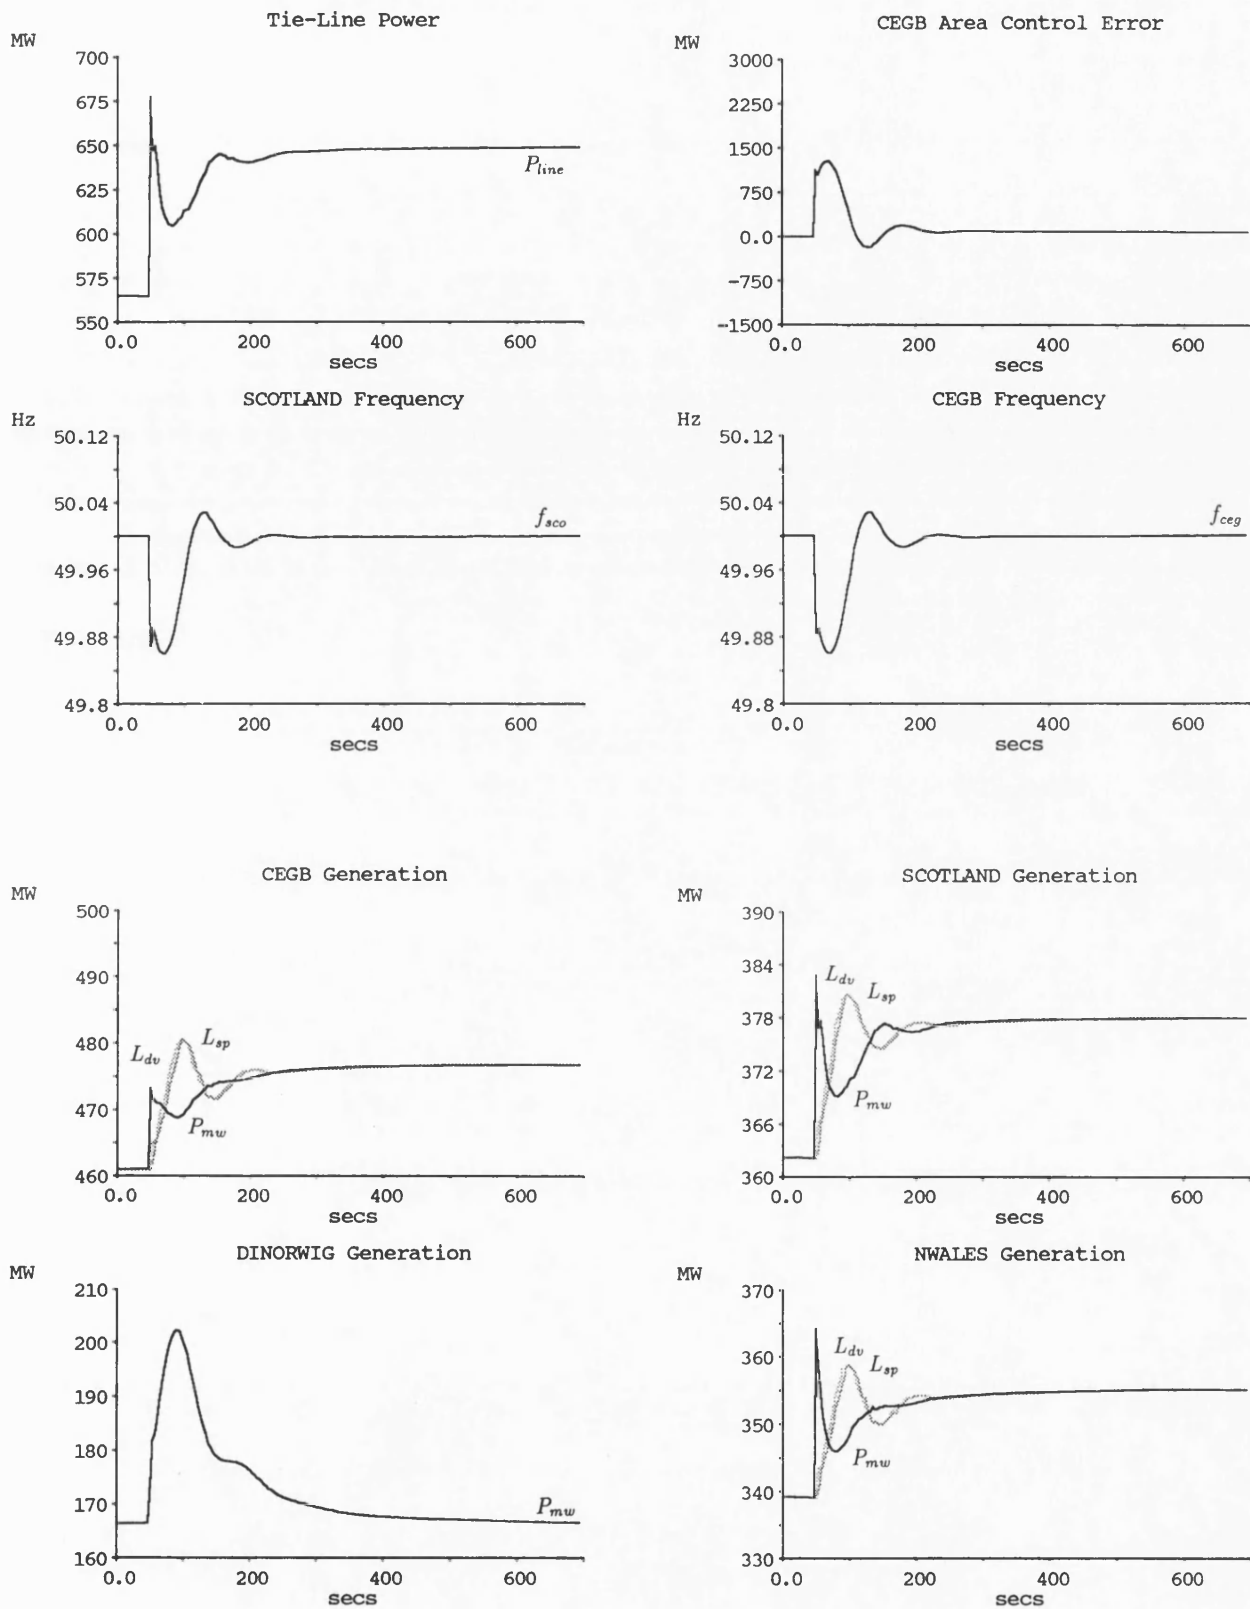 Tie-Line Power
MW
700
675
650
625
600
575
550
P_line
0.0 200 400 600
secs
CEGB Area Control Error
MW
3000
2250
1500
750
0.0
-750
-1500
0.0 200 400 600
secs
SCOTLAND Frequency
Hz
50.12
50.04
49.96
49.88
49.8
f_sco
0.0 200 400 600
secs
CEGB Frequency
Hz
50.12
50.04
49.96
49.88
49.8
f_ceg
0.0 200 400 600
secs
CEGB Generation
MW
500
490
480
470
460
L_dv L_sp
P_mw
0.0 200 400 600
secs
SCOTLAND Generation
MW
390
384
378
372
366
360
L_dv L_sp
P_mw
0.0 200 400 600
secs
DINORWIG Generation
MW
210
200
190
180
170
160
P_mw
0.0 200 400 600
secs
NWALES Generation
MW
370
360
350
340
330
L_dv L_sp
P_mw
0.0 200 400 600
secs